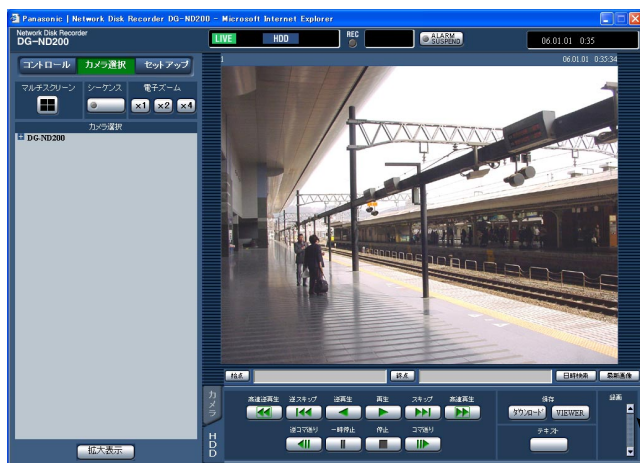 Panasonic | Network Disk Recorder DG-ND200 - Microsoft Internet Explorer
Network Disk Recorder
DG-ND200
LIVE
HDD
REC
ALARM SUSPEND
06.01.01 0:35
コントロール
カメラ選択
セットアップ
1
06.01.01 0:35:34
マルチスクリーン
シーケンス
電子ズーム
x1
x2
x4
カメラ選択
DG-ND200
始点
終点
日時検索
最新画像
カメラ
HDD
高速逆再生
逆スキップ
逆再生
再生
スキップ
高速再生
保存
録画
ダウンロード
VIEWER
逆コマ送り
一時停止
停止
コマ送り
テキスト
拡大表示